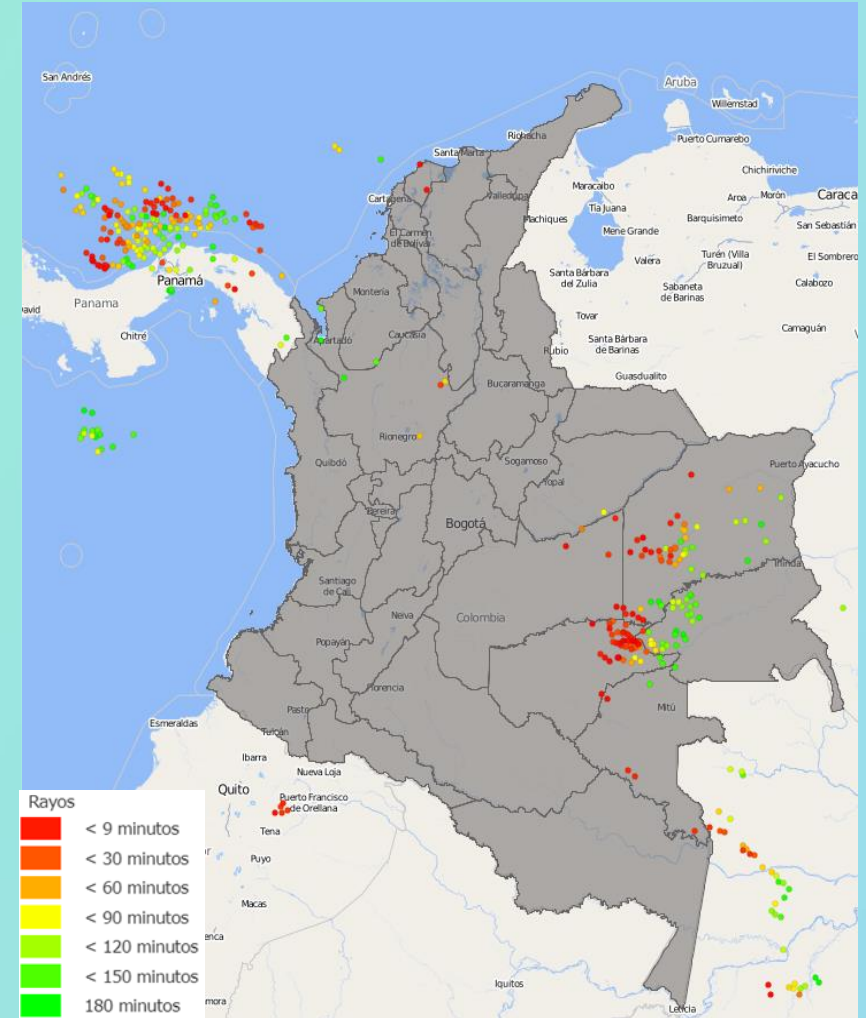 San Andrés
Aruba
Willemstad
Riohacha
Puerto Cumarebo
Santa Marta
Chichiriviche
Maracaibo
Cartagena
Valledupar
Aroa
Morón
Caraca
Tía Juana
Machiques
Barquisimeto
San Sebastián
El Carmen
de Bolívar
Mene Grande
Valera
Turén (Villa
Bruzual)
El Sombrero
Panamá
Santa Bárbara
del Zulia
Sabaneta
de Barinas
Calabozo
Montería
Panama
avid
Tovar
Camaguán
Chitré
Caucasia
Apartadó
Santa Bárbara
de Barinas
Rubio
Guasdualito
Bucaramanga
Rionegro
Quibdó
Sogamoso
Puerto Ayacucho
Yopal
Pereira
Bogotá
Inírida
Santiago
de Cali
Neiva
Colombia
Popayán
Florencia
Mitú
Pasto
Esmeraldas
Tulcán
Ibarra
Nueva Loja
Quito
Puerto Francisco
de Orellana
Tena
Puyo
Macas
enca
mora
Iquitos
Leticia
Rayos
< 9 minutos
< 30 minutos
< 60 minutos
< 90 minutos
< 120 minutos
< 150 minutos
180 minutos